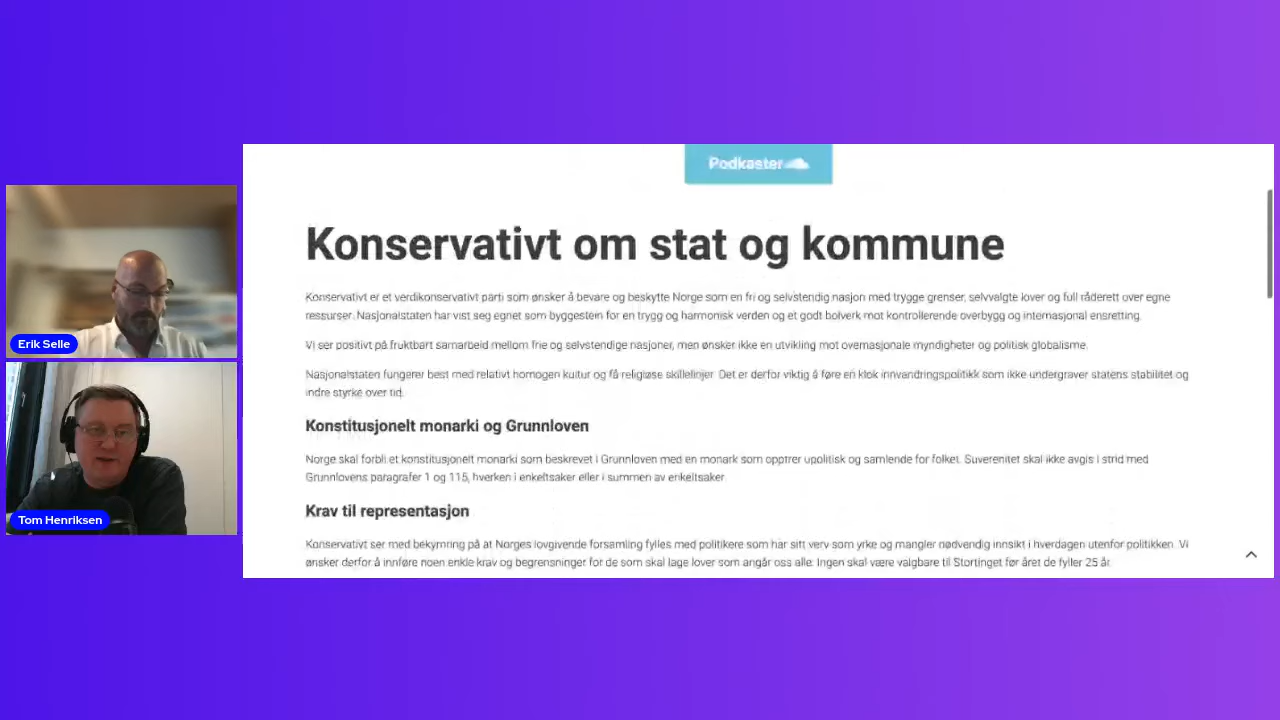 Podkaster
Konservativt om stat og kommune
Konservativt er et verdikonservativt parti som ønsker å bevare og beskytte Norge som en fri og selvstendig nasjon med trygge grenser, selvvalgte lover og full råderett over egne
ressurser. Nasjonalstaten har vist seg egnet som byggestein for en trygg og harmonisk verden og et godt bolverk mot kontrollerende overbygg og internasjonal ensretting.
Vi ser positivt på fruktbart samarbeid mellom frie og selvstendige nasjoner, men ønsker ikke en utvikling mot overnasjonale myndigheter og politisk globalisme.
Nasjonalstaten fungerer best med relativt homogen kultur og få religiøse skillelinjer. Det er derfor viktig å føre en klok innvandringspolitikk som ikke undergraver statens stabilitet og
indre styrke over tid.
Konstitusjonelt monarki og Grunnloven
Norge skal forbli et konstitusjonelt monarki som beskrevet i Grunnloven med en monark som opptrer upolitisk og samlende for folket. Suverenitet skal ikke avgis i strid med
Grunnlovens paragrafer 1 og 115, hverken i enkeltsaker eller i summen av enkeltsaker.
Krav til representasjon
Konservativt ser med bekymring på at Norges lovgivende forsamling fylles med politikere som har sitt verv som yrke og mangler nødvendig innsikt i hverdagen utenfor politikken. Vi
ønsker derfor å innføre noen enkle krav og begrensninger for de som skal lage lover som angår oss alle: Ingen skal være valgbare til Stortinget før året de fyller 25 år.
Erik Selle
Tom Henriksen